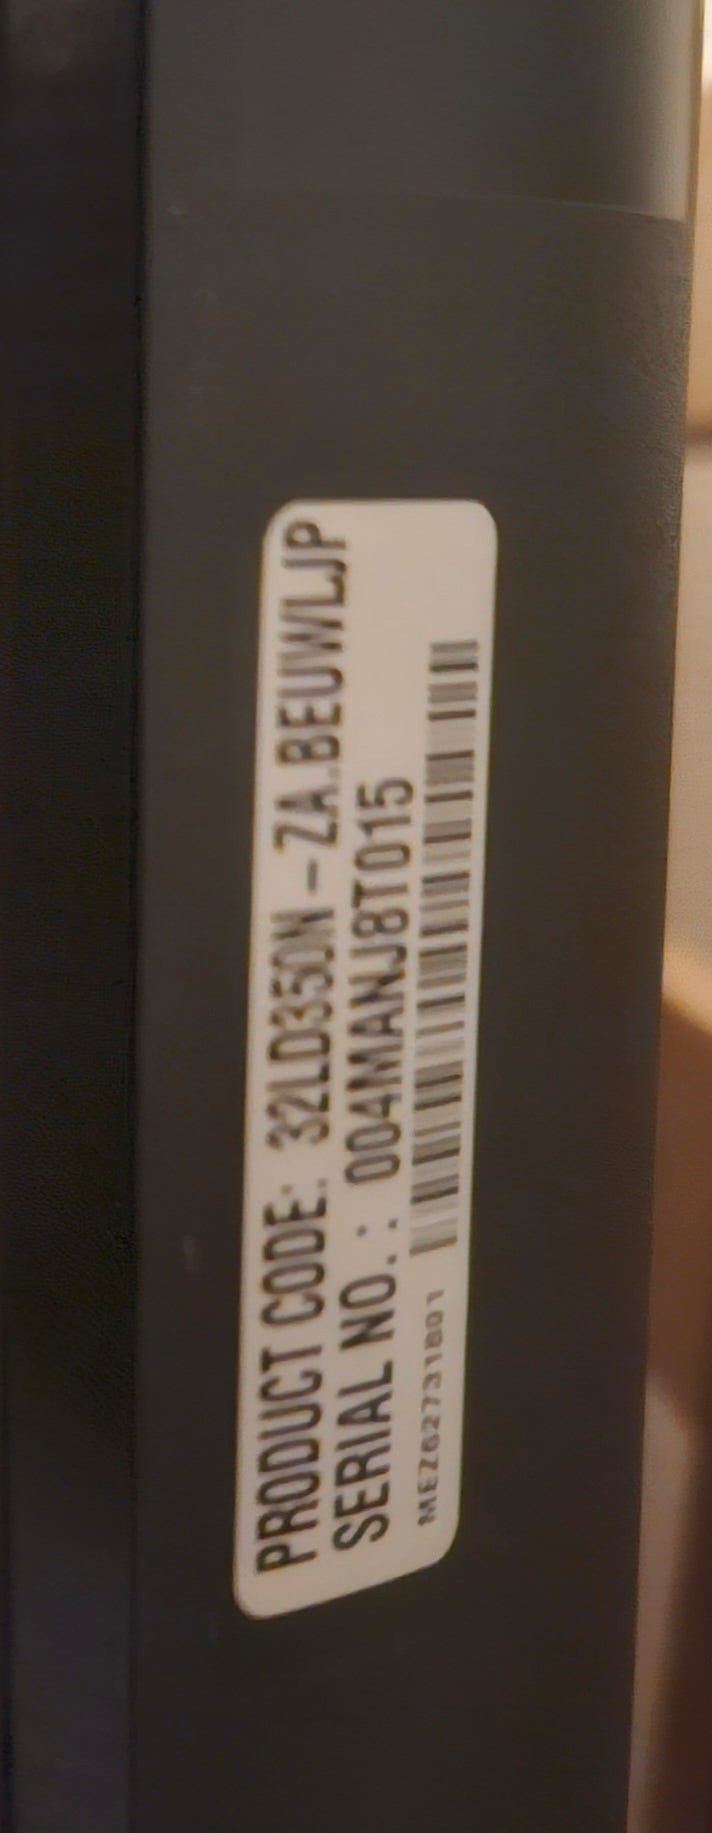 PRODUCT CODE: 32LD350N-ZA.BEUWLJP
SERIAL NO. : 004MANJ8T015
MEZ62731801